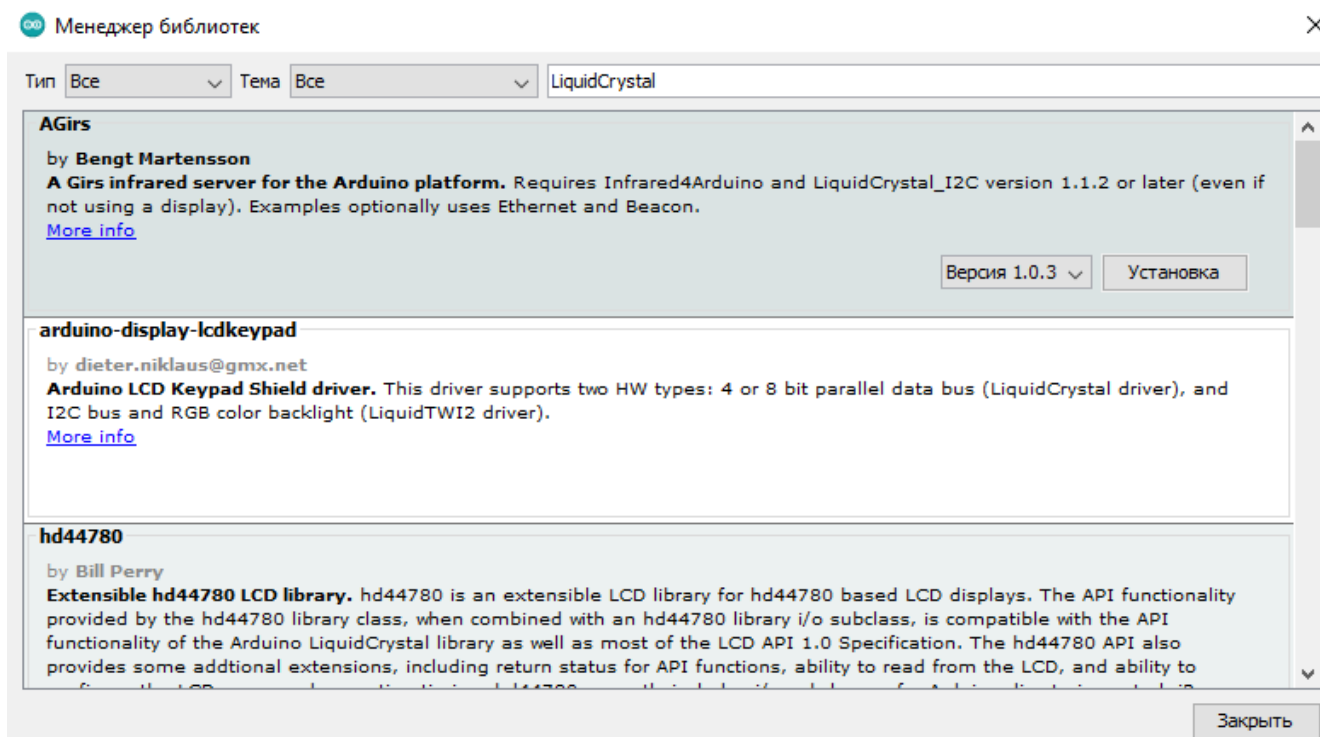 Менеджер библиотек
Тип Все Тема Все LiquidCrystal
AGirs
by Bengt Martensson
A Girs infrared server for the Arduino platform. Requires Infrared4Arduino and LiquidCrystal_I2C version 1.1.2 or later (even if
not using a display). Examples optionally uses Ethernet and Beacon.
More info
Версия 1.0.3 Установка
arduino-display-lcdkeypad
by dieter.niklaus@gmx.net
Arduino LCD Keypad Shield driver. This driver supports two HW types: 4 or 8 bit parallel data bus (LiquidCrystal driver), and
I2C bus and RGB color backlight (LiquidTWI2 driver).
More info
hd44780
by Bill Perry
Extensible hd44780 LCD library. hd44780 is an extensible LCD library for hd44780 based LCD displays. The API functionality
provided by the hd44780 library class, when combined with an hd44780 library i/o subclass, is compatible with the API
functionality of the Arduino LiquidCrystal library as well as most of the LCD API 1.0 Specification. The hd44780 API also
provides some addtional extensions, including return status for API functions, ability to read from the LCD, and ability to
Закрыть